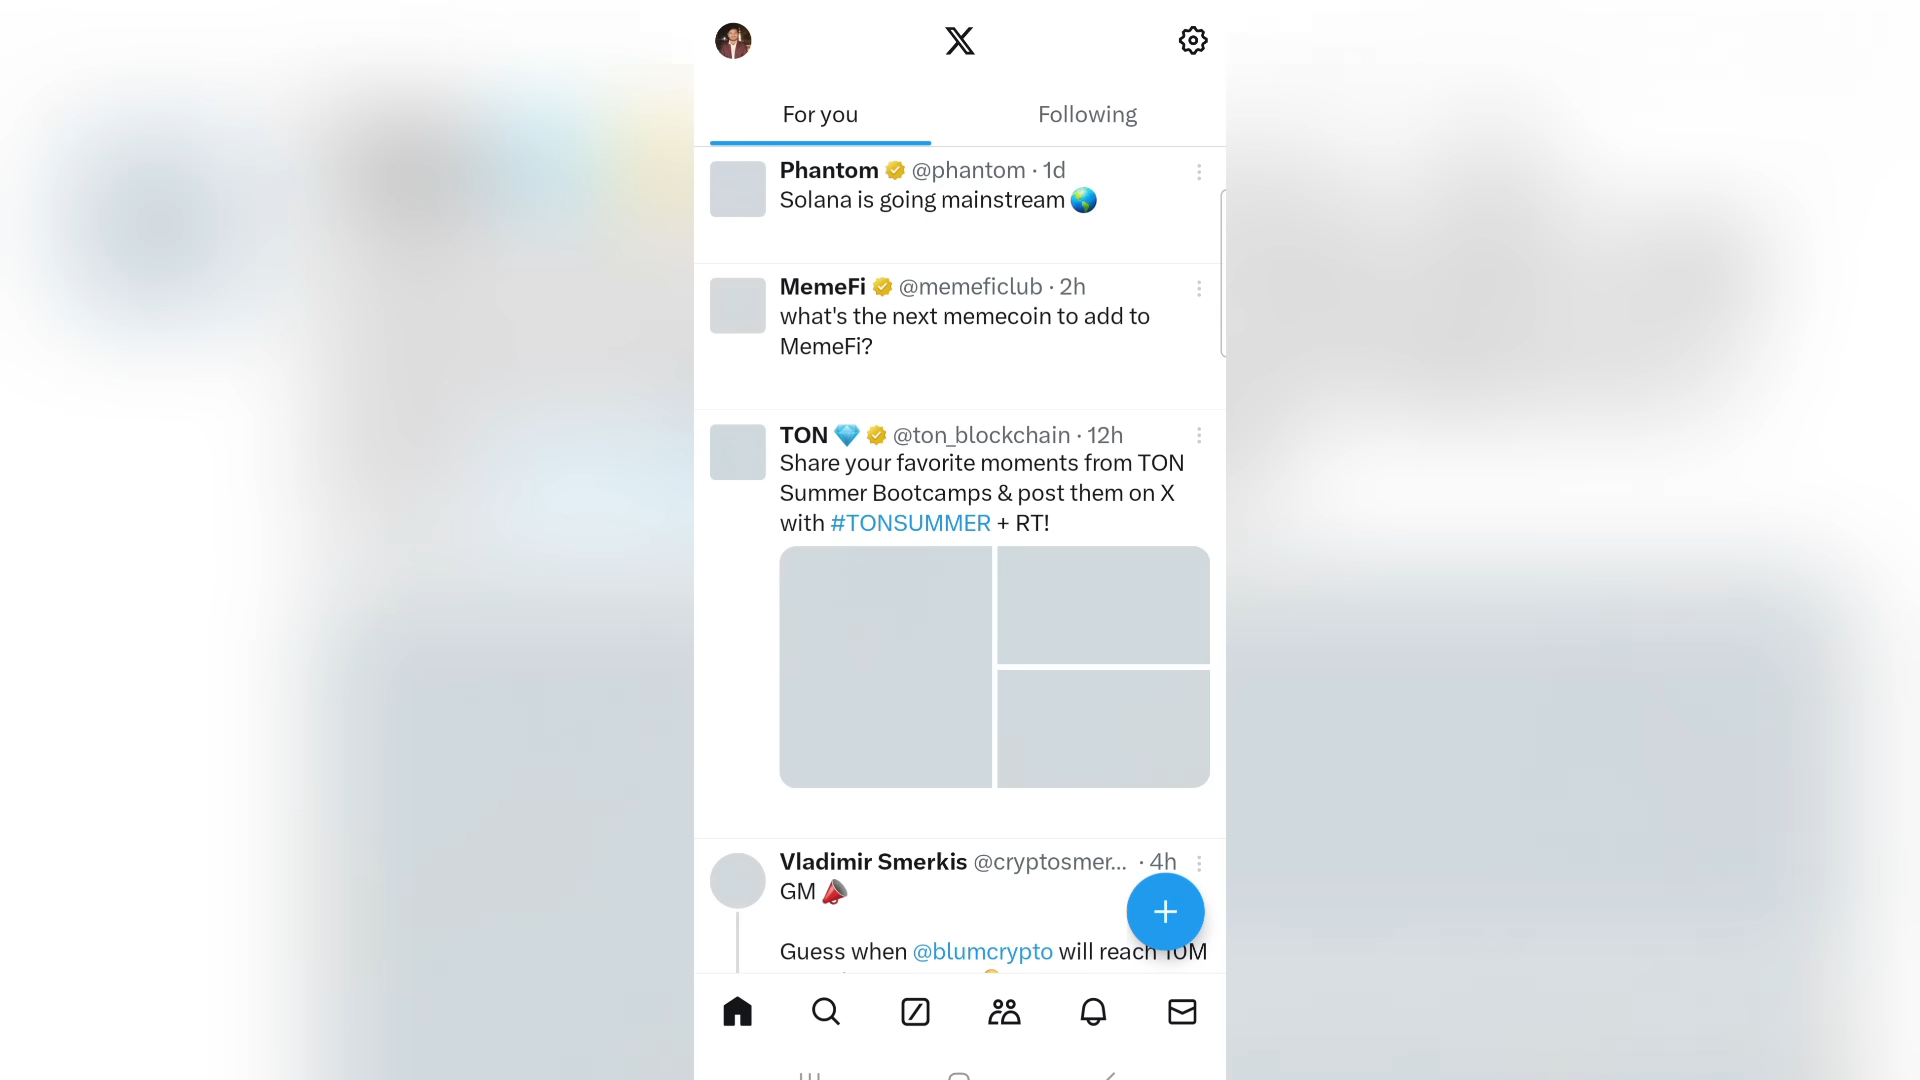 For you
Following
Phantom @phantom · 1d
Solana is going mainstream 🌎
MemeFi @memeficlub · 2h
what's the next memecoin to add to
MemeFi?
TON 💎 @ton_blockchain · 12h
Share your favorite moments from TON
Summer Bootcamps & post them on X
with #TONSUMMER + RT!
Vladimir Smerkis @cryptosmer... · 4h
GM 📣
Guess when @blumcrypto will reach 10M